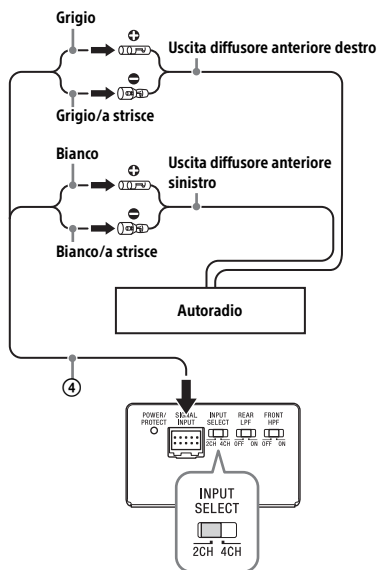 Grigio
Uscita diffusore anteriore destro
Grigio/a strisce
Bianco
Uscita diffusore anteriore
sinistro
Bianco/a strisce
Autoradio
4
POWER/
PROTECT
SIGNAL
INPUT
INPUT
SELECT
2CH 4CH
REAR
LPF
OFF ON
FRONT
HPF
OFF ON
INPUT
SELECT
2CH 4CH